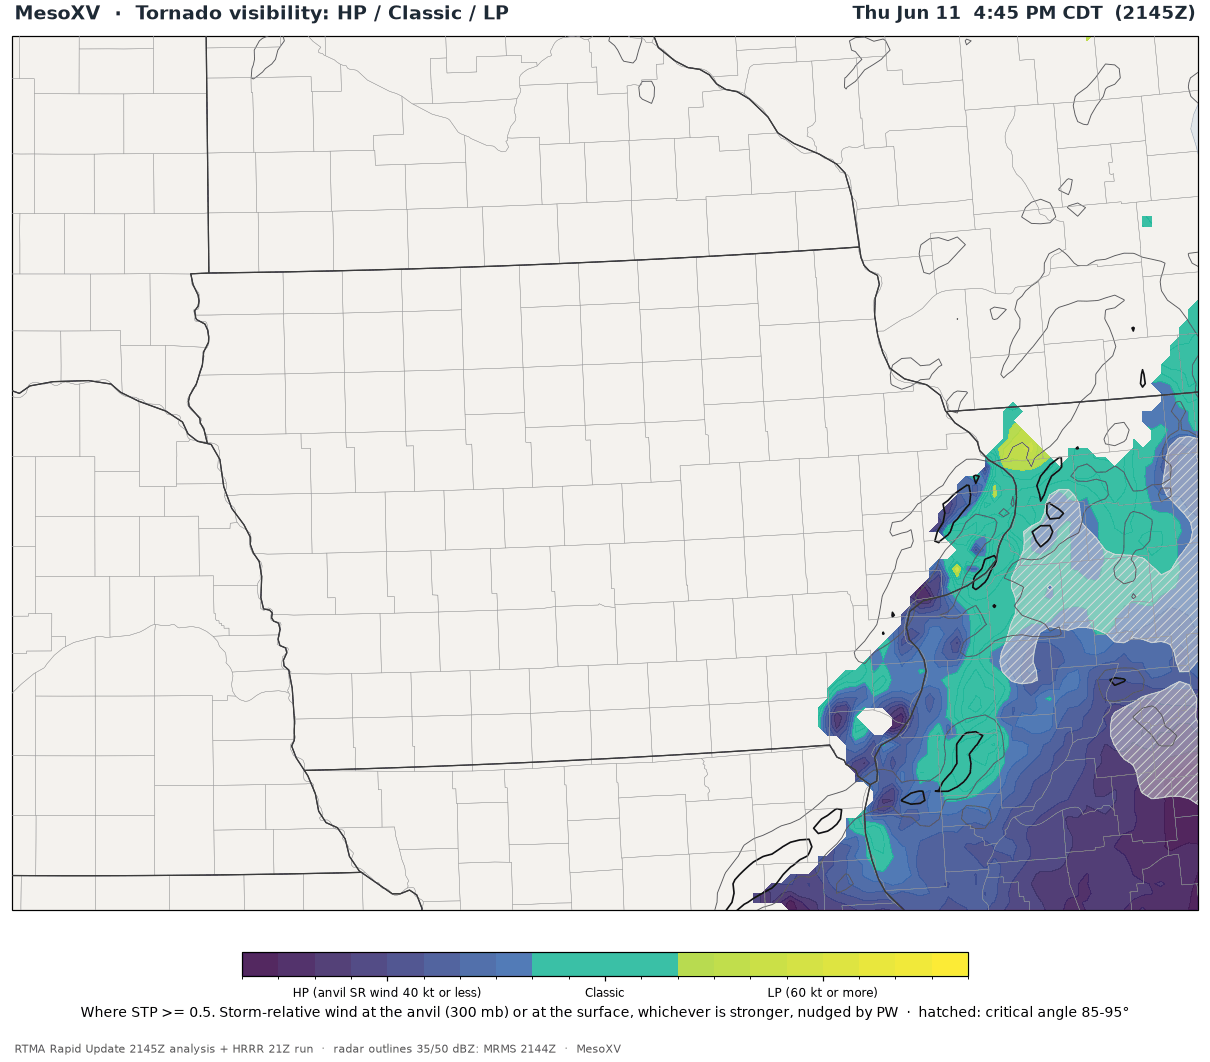 MesoXV · Tornado visibility: HP / Classic / LP
Thu Jun 11 4:45 PM CDT (2145Z)
HP (anvil SR wind 40 kt or less)
Classic
LP (60 kt or more)
Where STP >= 0.5. Storm-relative wind at the anvil (300 mb) or at the surface, whichever is stronger, nudged by PW · hatched: critical angle 85-95°
RTMA Rapid Update 2145Z analysis + HRRR 21Z run · radar outlines 35/50 dBZ: MRMS 2144Z · MesoXV